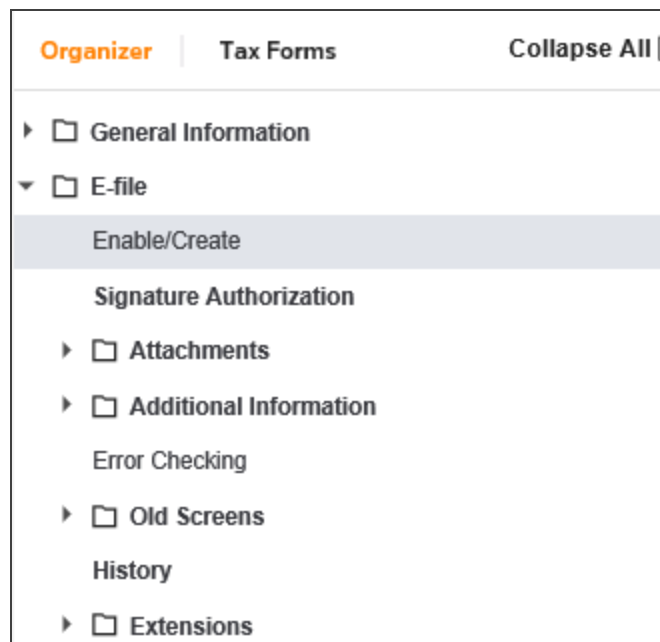 Organizer Tax Forms Collapse All
General Information
E-file
Enable/Create
Signature Authorization
Attachments
Additional Information
Error Checking
Old Screens
History
Extensions